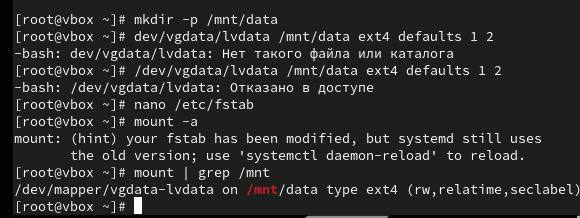 [root@vbox ~]# mkdir -p /mnt/data
[root@vbox ~]# dev/vgdata/lvdata /mnt/data ext4 defaults 1 2
-bash: dev/vgdata/lvdata: Нет такого файла или каталога
[root@vbox ~]# /dev/vgdata/lvdata /mnt/data ext4 defaults 1 2
-bash: /dev/vgdata/lvdata: Отказано в доступе
[root@vbox ~]# nano /etc/fstab
[root@vbox ~]# mount -a
mount: (hint) your fstab has been modified, but systemd still uses
       the old version; use 'systemctl daemon-reload' to reload.
[root@vbox ~]# mount | grep /mnt
/dev/mapper/vgdata-lvdata on /mnt/data type ext4 (rw,relatime,seclabel)
[root@vbox ~]#